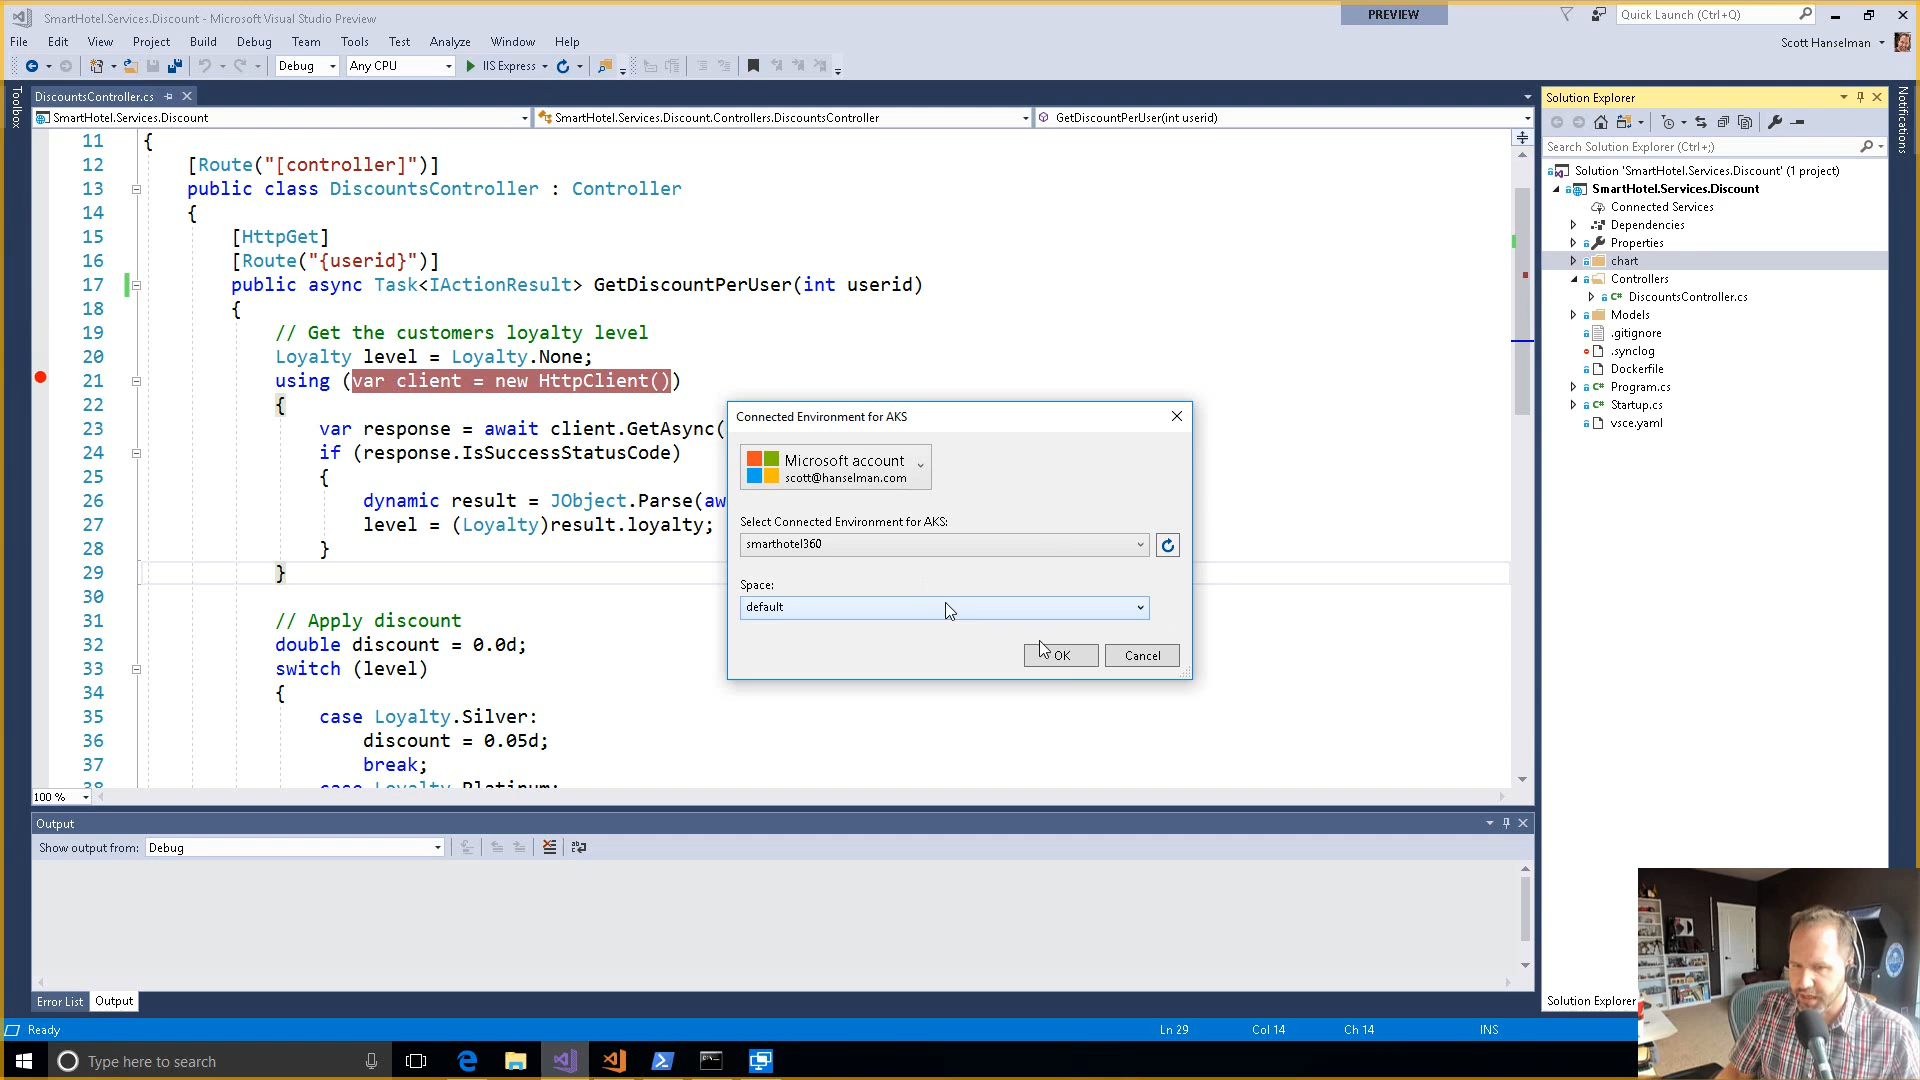 SmartHotel.Services.Discount - Microsoft Visual Studio Preview
PREVIEW
Quick Launch (Ctrl+Q)
File Edit View Project Build Debug Team Tools Test Analyze Window Help
Scott Hanselman
Debug Any CPU IIS Express
Toolbox
DiscountsController.cs
SmartHotel.Services.Discount
SmartHotel.Services.Discount.Controllers.DiscountsController
GetDiscountPerUser(int userid)
11 {
12 [Route("[controller]")]
13 public class DiscountsController : Controller
14 {
15 [HttpGet]
16 [Route("{userid}")]
17 public async Task<IActionResult> GetDiscountPerUser(int userid)
18 {
19 // Get the customers loyalty level
20 Loyalty level = Loyalty.None;
21 using (var client = new HttpClient())
22 {
23 var response = await client.GetAsync(
24 if (response.IsSuccessStatusCode)
25 {
26 dynamic result = JObject.Parse(aw
27 level = (Loyalty)result.loyalty;
28 }
29 }
30
31 // Apply discount
32 double discount = 0.0d;
33 switch (level)
34 {
35 case Loyalty.Silver:
36 discount = 0.05d;
37 break;
38 case Loyalty.Platinum:
100 %
Connected Environment for AKS
Microsoft account
scott@hanselman.com
Select Connected Environment for AKS:
smarthotel360
Space:
default
OK Cancel
Output
Show output from: Debug
Error List Output
Solution Explorer
Search Solution Explorer (Ctrl+;)
Solution 'SmartHotel.Services.Discount' (1 project)
SmartHotel.Services.Discount
Connected Services
Dependencies
Properties
chart
Controllers
DiscountsController.cs
Models
.gitignore
.synclog
Dockerfile
Program.cs
Startup.cs
vsce.yaml
Solution Explorer
Notifications
Ready Ln 29 Col 14 Ch 14 INS
Type here to search